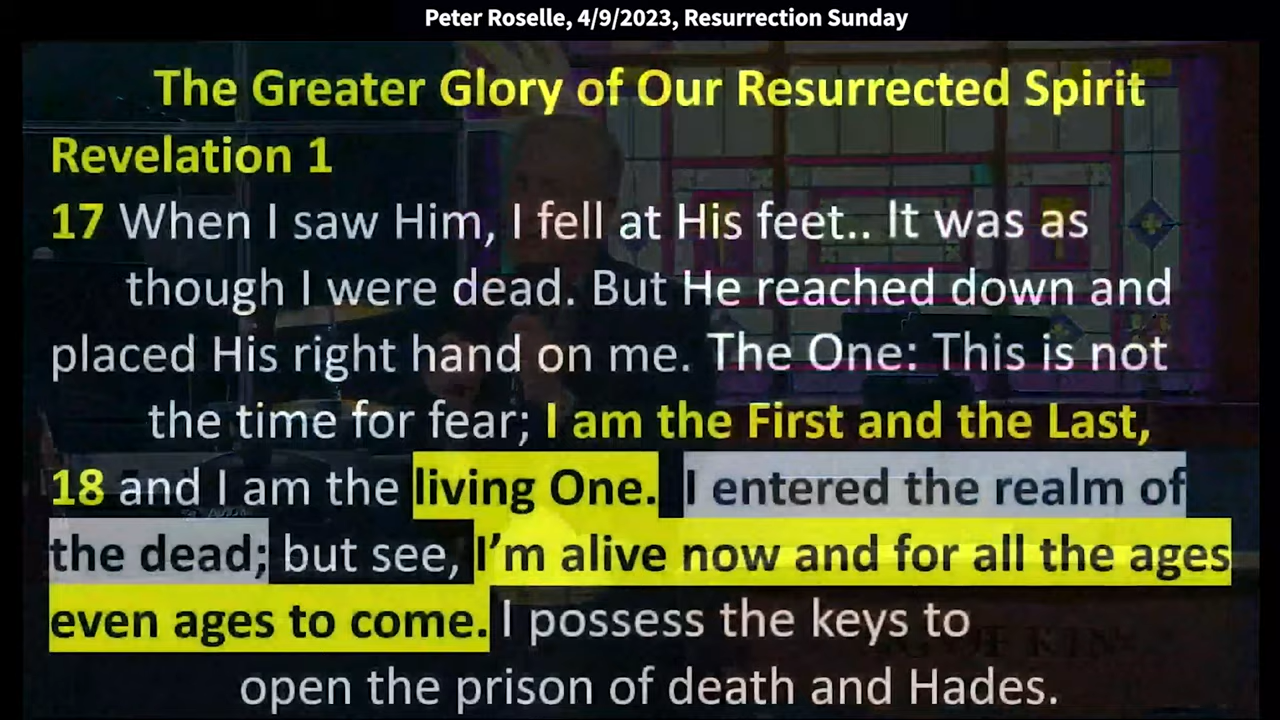 Peter Roselle, 4/9/2023, Resurrection Sunday
The Greater Glory of Our Resurrected Spirit
Revelation 1
17 When I saw Him, I fell at His feet.. It was as
though I were dead. But He reached down and
placed His right hand on me. The One: This is not
the time for fear; I am the First and the Last,
18 and I am the living One. I entered the realm of
the dead; but see, I’m alive now and for all the ages
even ages to come. I possess the keys to
open the prison of death and Hades.